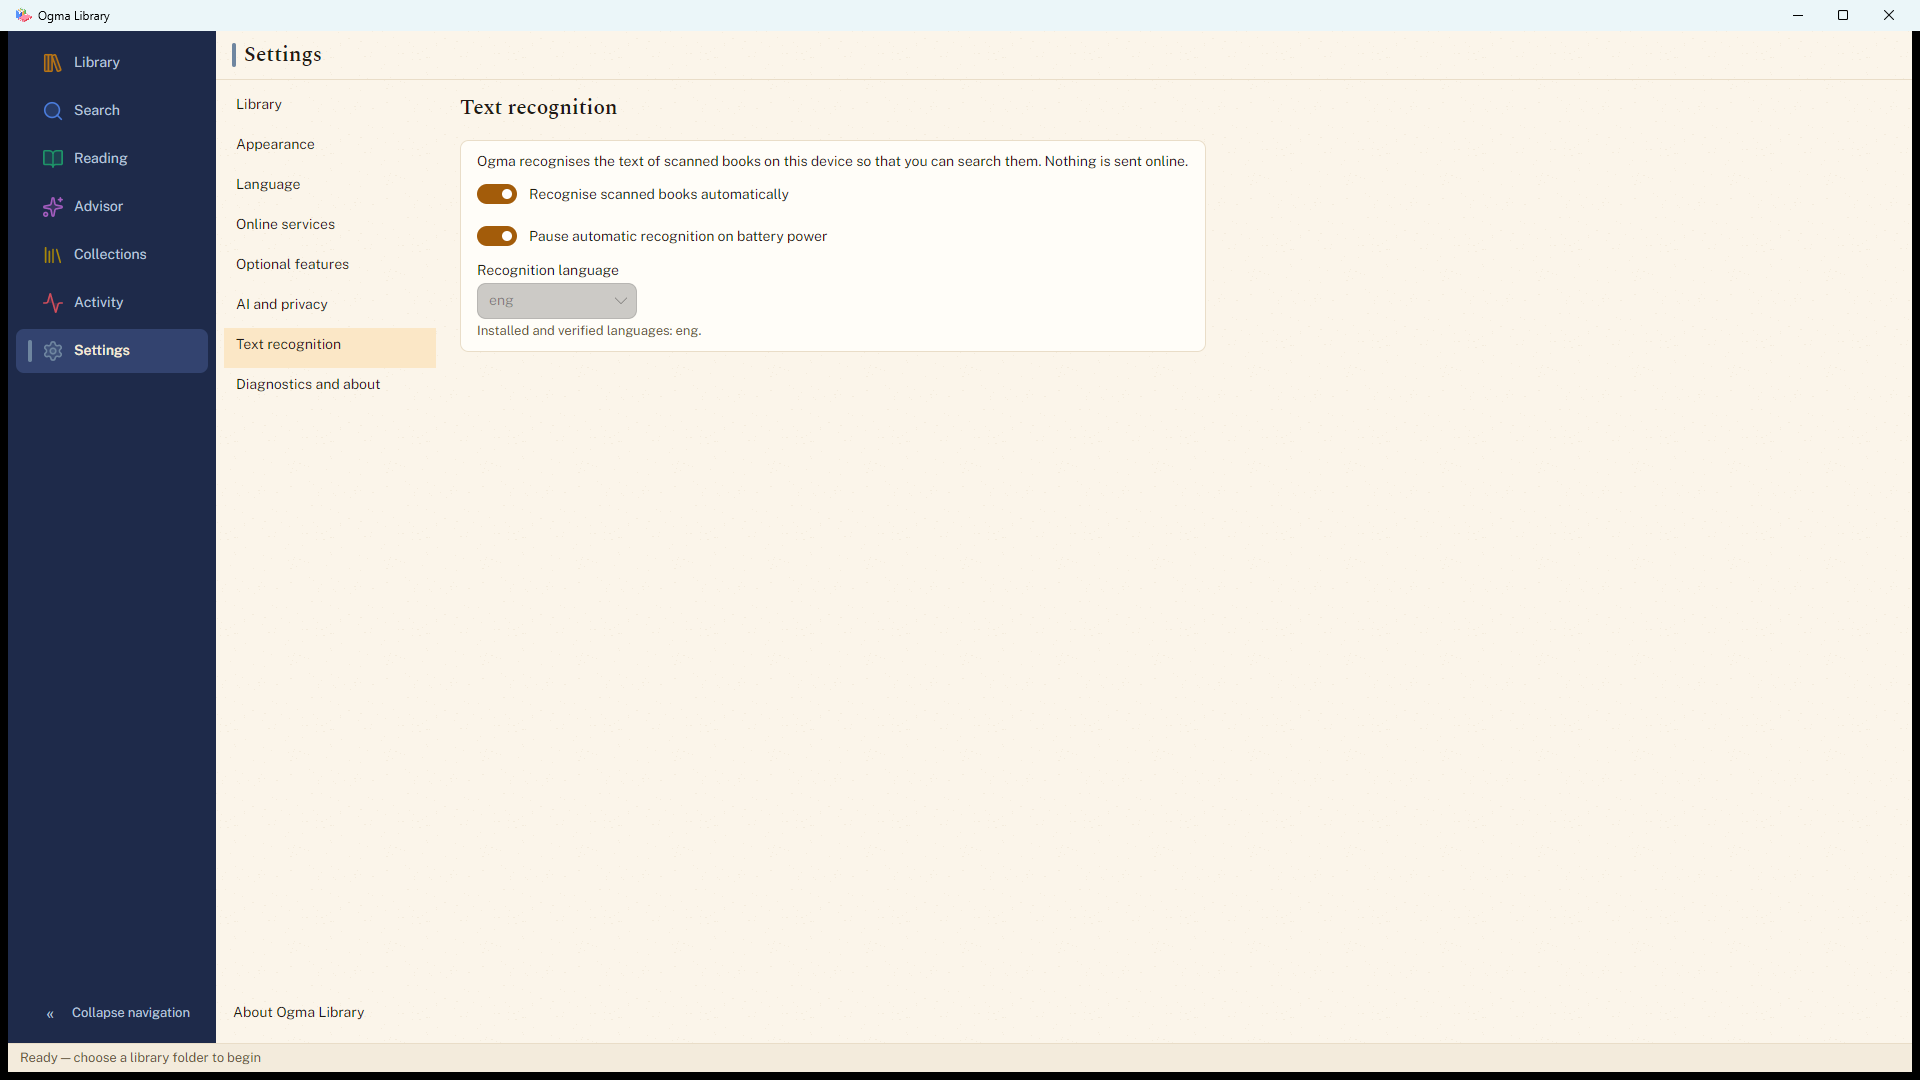 Ogma Library
Library
Search
Reading
Advisor
Collections
Activity
Settings
« Collapse navigation
Settings
Library
Appearance
Language
Online services
Optional features
AI and privacy
Text recognition
Diagnostics and about
About Ogma Library
Text recognition
Ogma recognises the text of scanned books on this device so that you can search them. Nothing is sent online.
Recognise scanned books automatically
Pause automatic recognition on battery power
Recognition language
eng
Installed and verified languages: eng.
Ready — choose a library folder to begin